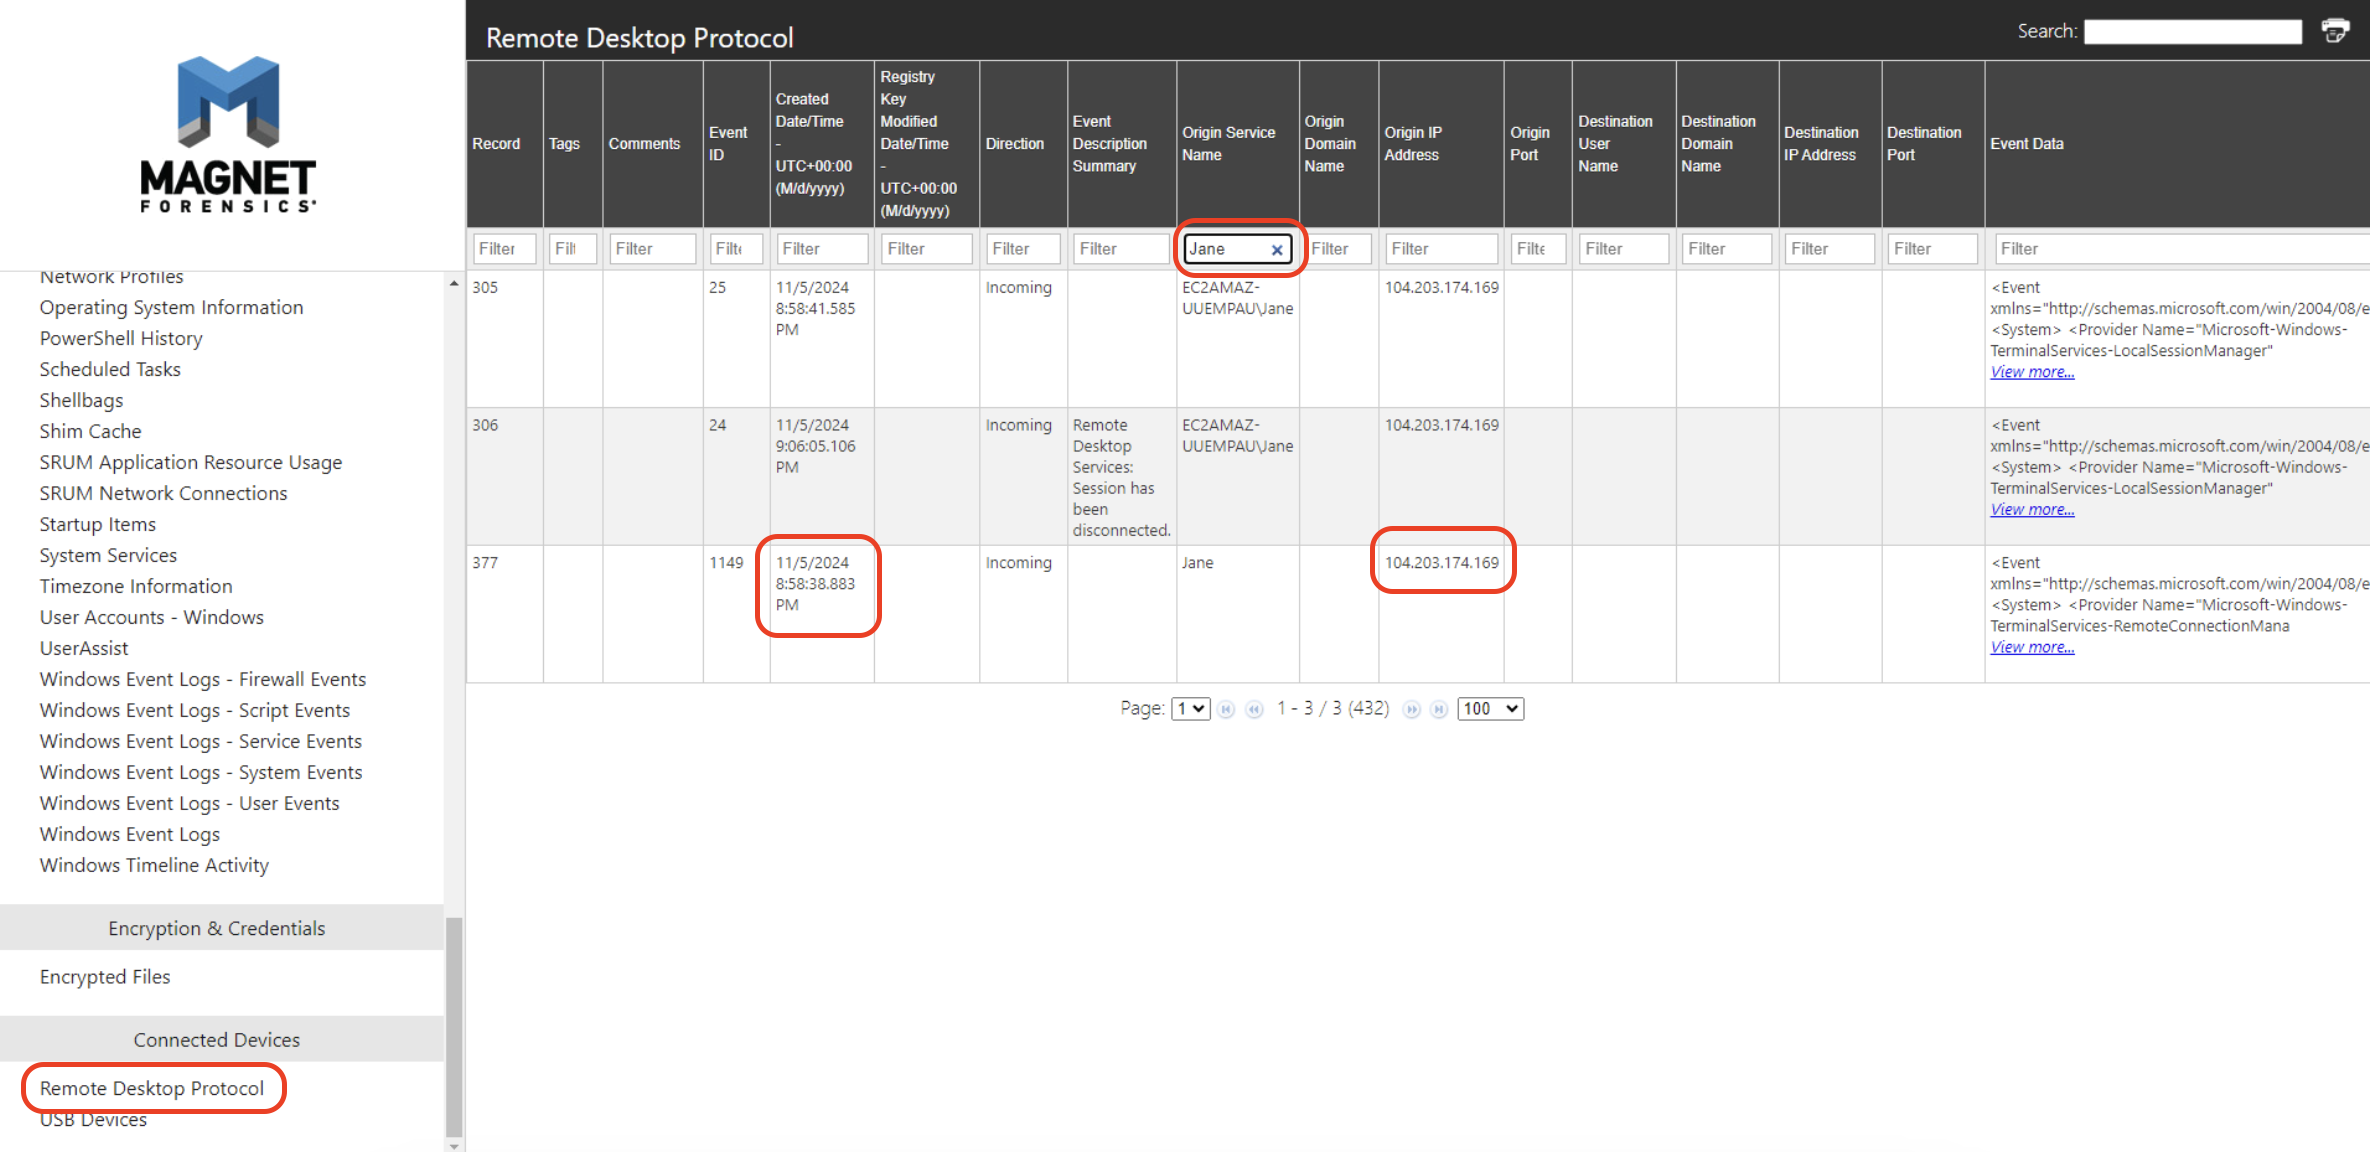 MAGNET
FORENSICS
Network Profiles
Operating System Information
PowerShell History
Scheduled Tasks
Shellbags
Shim Cache
SRUM Application Resource Usage
SRUM Network Connections
Startup Items
System Services
Timezone Information
User Accounts - Windows
UserAssist
Windows Event Logs - Firewall Events
Windows Event Logs - Script Events
Windows Event Logs - Service Events
Windows Event Logs - System Events
Windows Event Logs - User Events
Windows Event Logs
Windows Timeline Activity
Encryption & Credentials
Encrypted Files
Connected Devices
Remote Desktop Protocol
USB Devices
Remote Desktop Protocol
Search:
Record
Tags
Comments
Event
ID
Created
Date/Time
-
UTC+00:00
(M/d/yyyy)
Registry
Key
Modified
Date/Time
-
UTC+00:00
(M/d/yyyy)
Direction
Event
Description
Summary
Origin Service
Name
Origin
Domain
Name
Origin IP
Address
Origin
Port
Destination
User
Name
Destination
Domain
Name
Destination
IP Address
Destination
Port
Event Data
Filter Filt Filter Filte Filter Filter Filter Filter Jane Filter Filter Filte Filter Filter Filter Filter Filter
305
25
11/5/2024
8:58:41.585
PM
Incoming
EC2AMAZ-
UUEMPAU\Jane
104.203.174.169
<Event
xmlns="http://schemas.microsoft.com/win/2004/08/e
<System> <Provider Name="Microsoft-Windows-
TerminalServices-LocalSessionManager"
View more...
306
24
11/5/2024
9:06:05.106
PM
Incoming
Remote
Desktop
Services:
Session has
been
disconnected.
EC2AMAZ-
UUEMPAU\Jane
104.203.174.169
<Event
xmlns="http://schemas.microsoft.com/win/2004/08/e
<System> <Provider Name="Microsoft-Windows-
TerminalServices-LocalSessionManager"
View more...
377
1149
11/5/2024
8:58:38.883
PM
Incoming
Jane
104.203.174.169
<Event
xmlns="http://schemas.microsoft.com/win/2004/08/e
<System> <Provider Name="Microsoft-Windows-
TerminalServices-RemoteConnectionMana
View more...
Page: 1 1 - 3 / 3 (432) 100